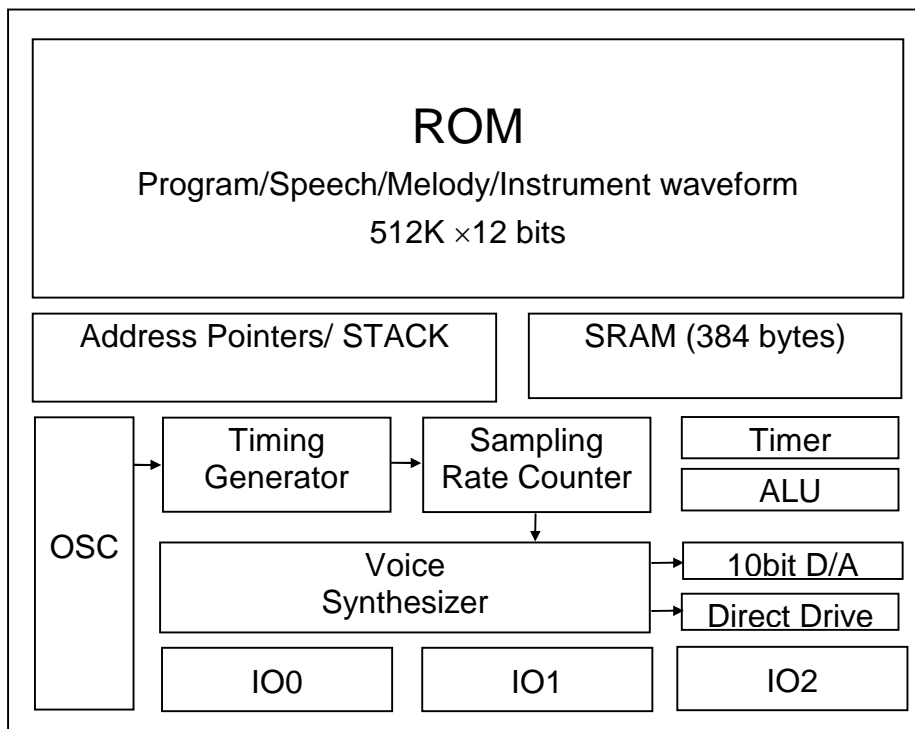 ROM
Program/Speech/Melody/Instrument waveform
512K ×12 bits
Address Pointers/ STACK
SRAM (384 bytes)
OSC
Timing
Generator
Sampling
Rate Counter
Timer
ALU
Voice
Synthesizer
10bit D/A
Direct Drive
IO0
IO1
IO2